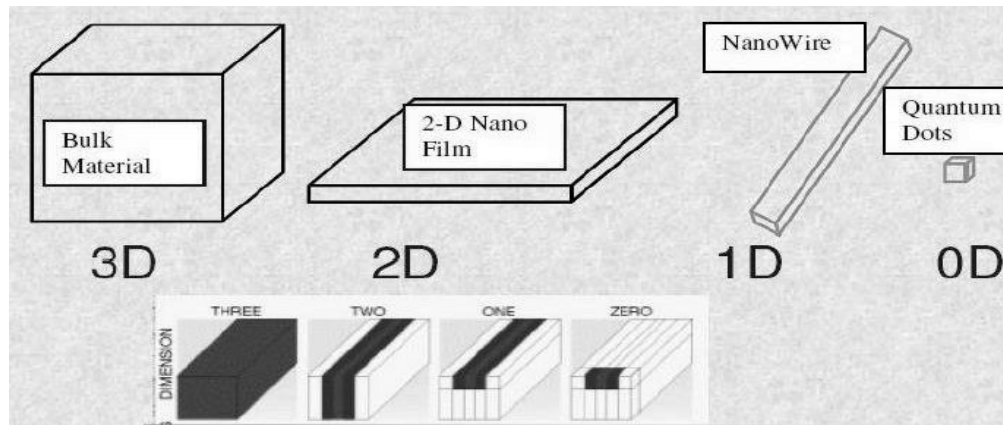 NanoWire
Quantum
Dots
Bulk
Material
2-D Nano
Film
3D
2D
1D
0D
THREE
TWO
ONE
ZERO
DIMENSION